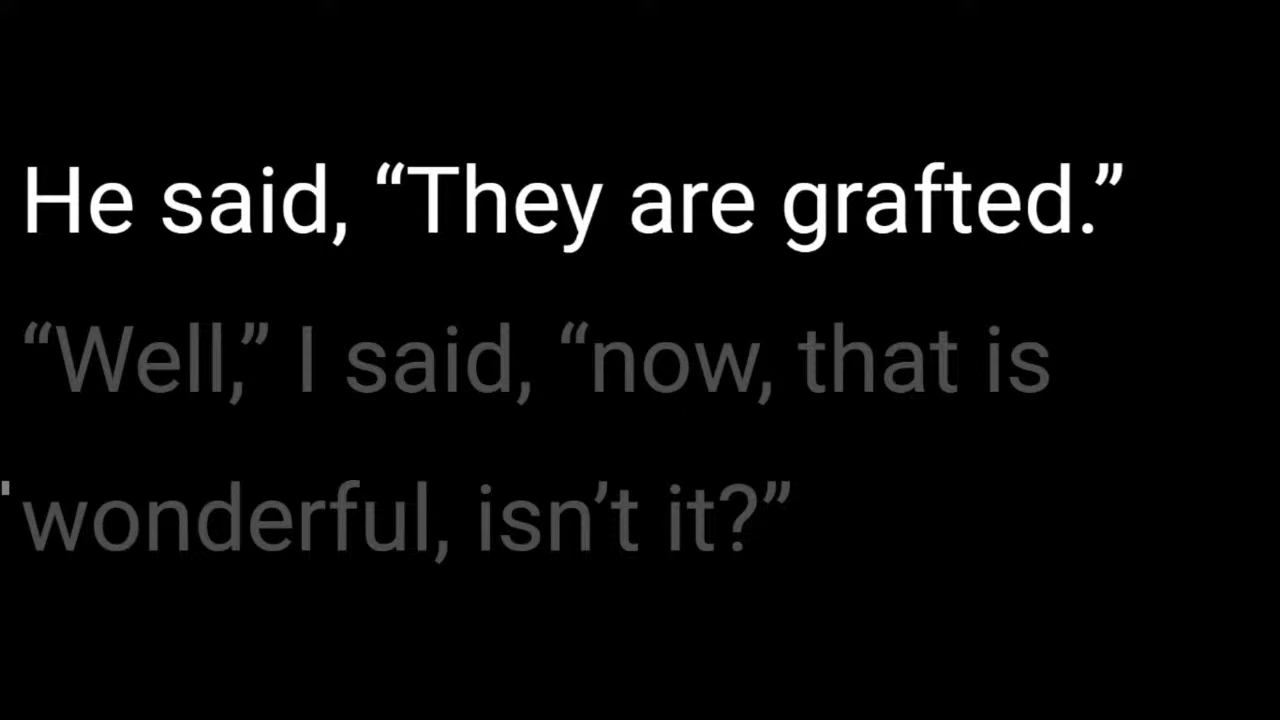 He said, “They are grafted.”
“Well,” I said, “now, that is
wonderful, isn’t it?”